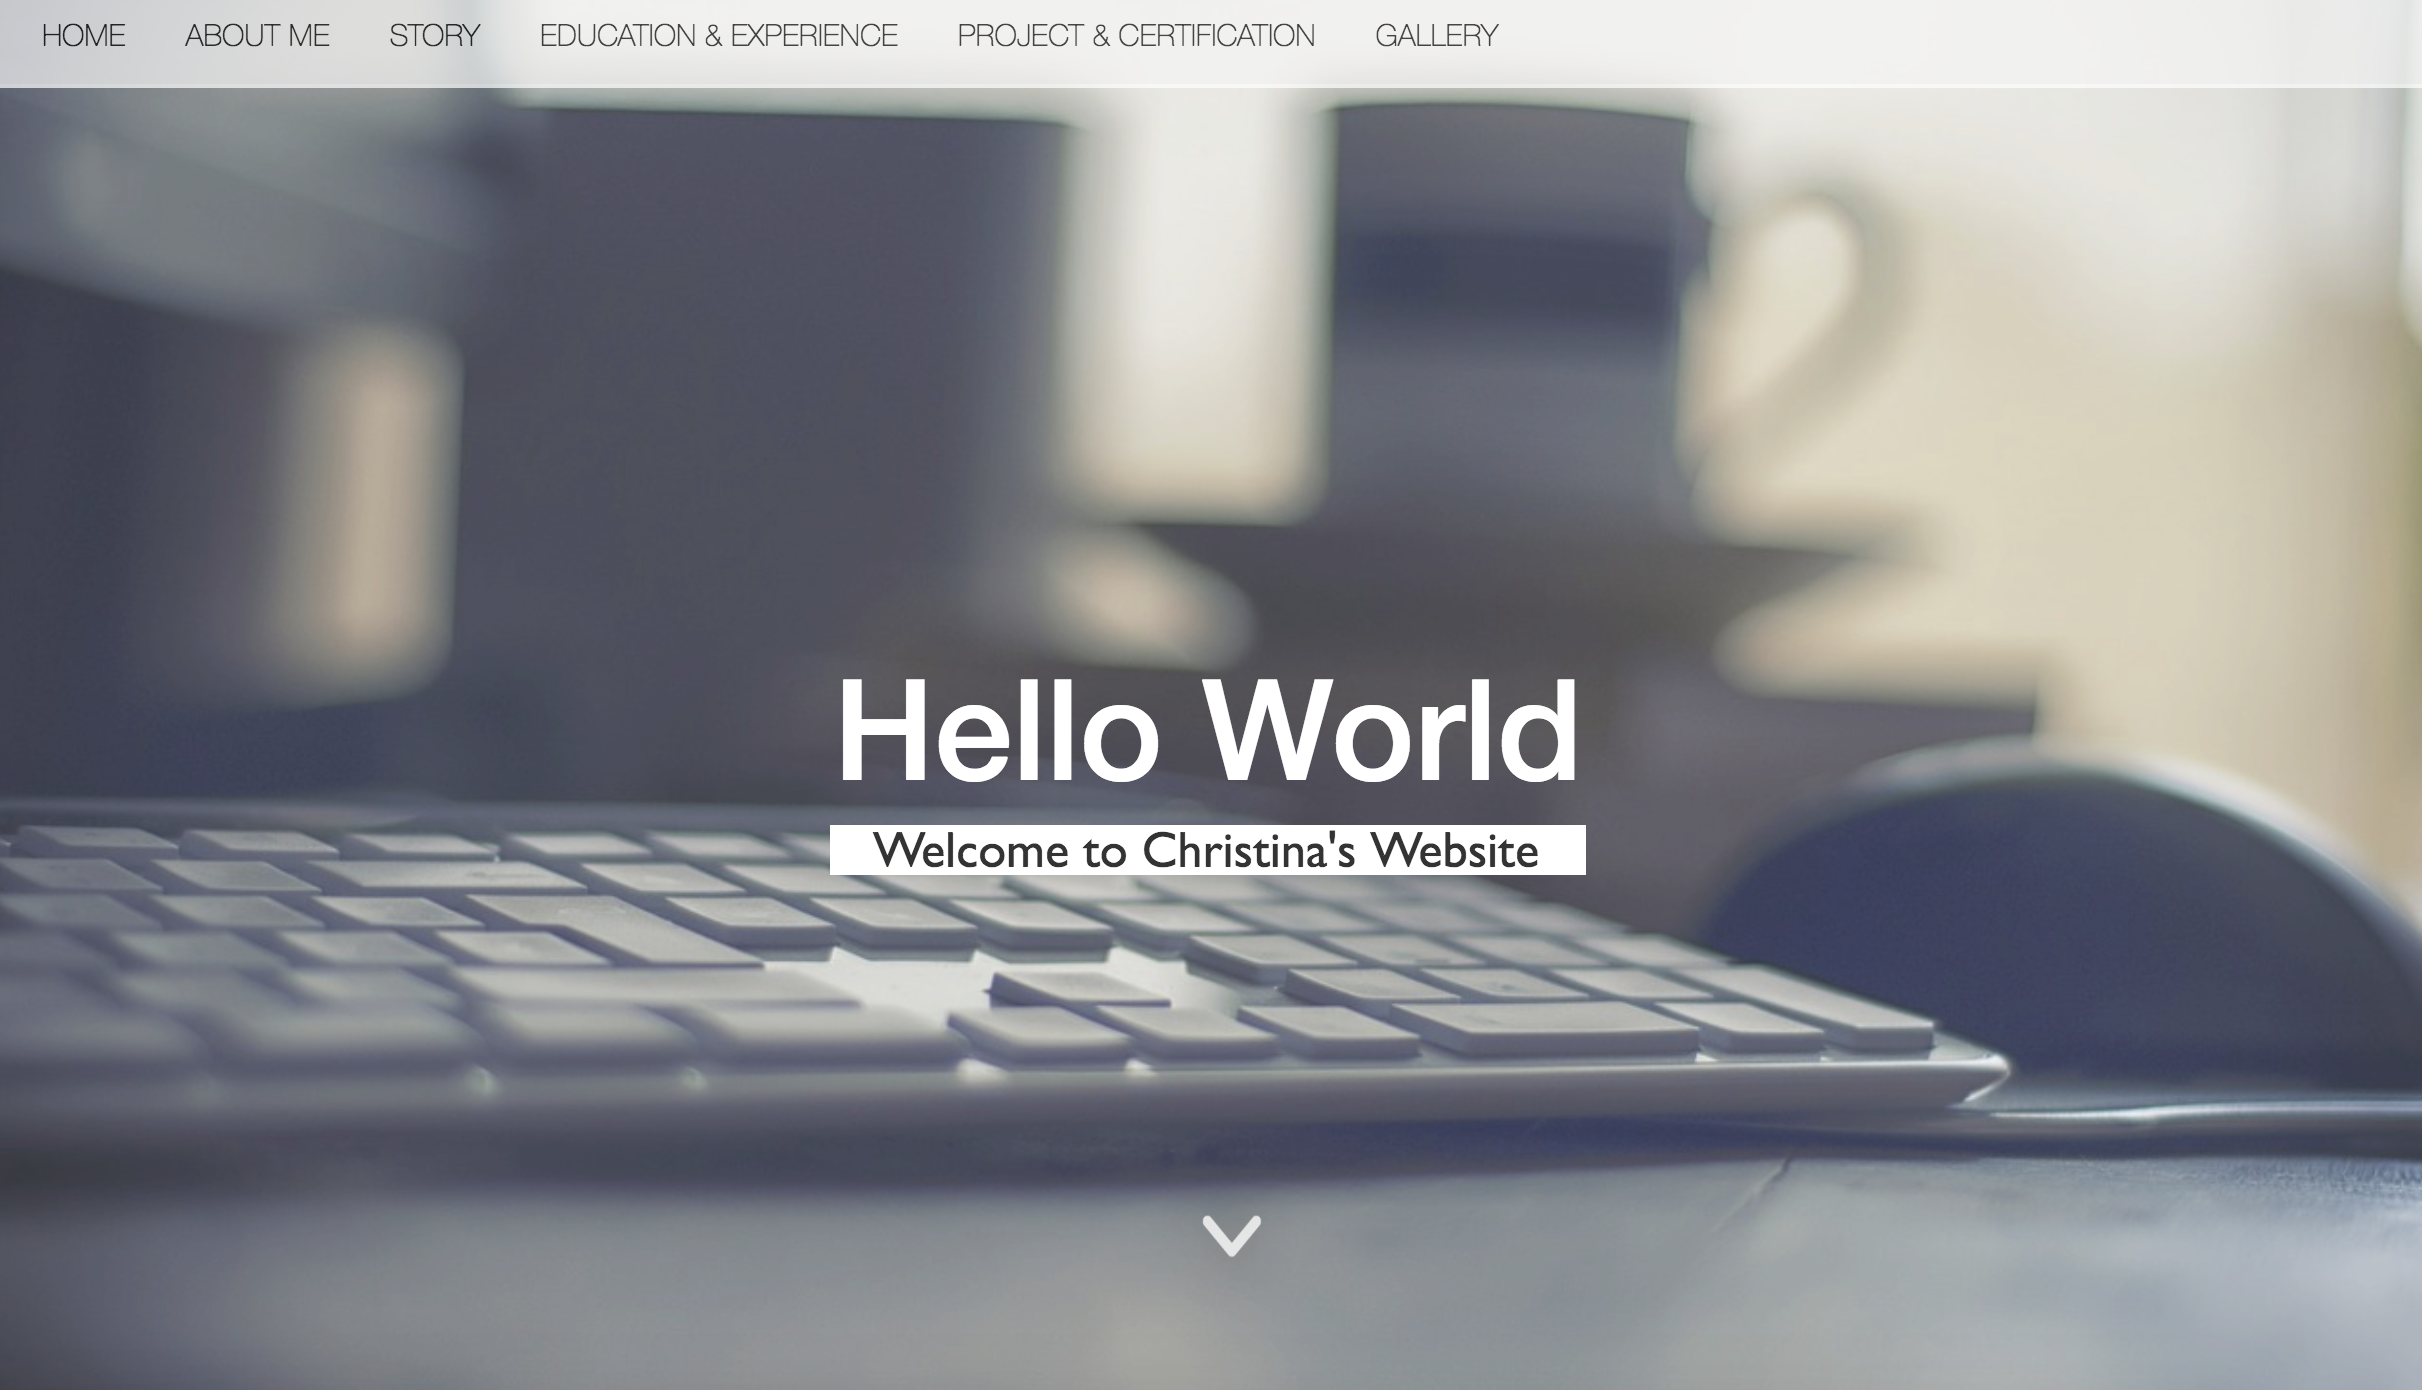 HOME ABOUT ME STORY EDUCATION & EXPERIENCE PROJECT & CERTIFICATION GALLERY
Hello World
Welcome to Christina's Website